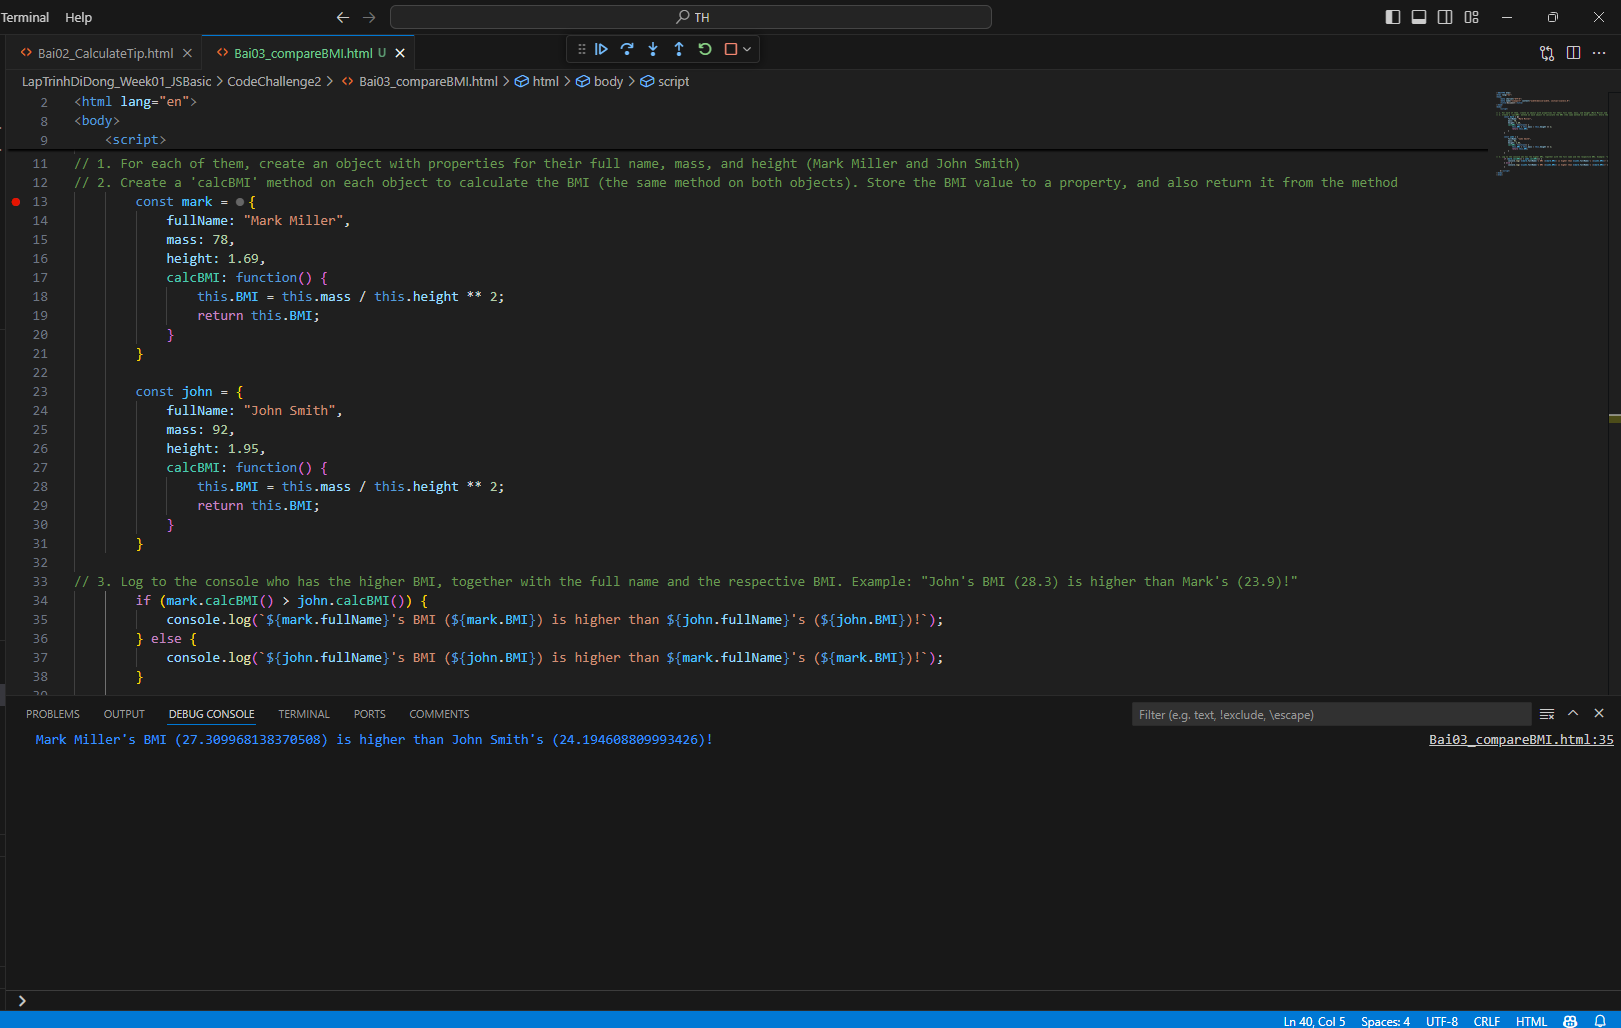 Terminal Help TH
Bai02_CalculateTip.html Bai03_compareBMI.html U
LapTrinhDiDong_Week01_JSBasic > CodeChallenge2 > Bai03_compareBMI.html > html > body > script
2 <html lang="en">
8 <body>
9 <script>
11 // 1. For each of them, create an object with properties for their full name, mass, and height (Mark Miller and John Smith)
12 // 2. Create a 'calcBMI' method on each object to calculate the BMI (the same method on both objects). Store the BMI value to a property, and also return it from the method
13 const mark = {
14 fullName: "Mark Miller",
15 mass: 78,
16 height: 1.69,
17 calcBMI: function() {
18 this.BMI = this.mass / this.height ** 2;
19 return this.BMI;
20 }
21 }
22
23 const john = {
24 fullName: "John Smith",
25 mass: 92,
26 height: 1.95,
27 calcBMI: function() {
28 this.BMI = this.mass / this.height ** 2;
29 return this.BMI;
30 }
31 }
32
33 // 3. Log to the console who has the higher BMI, together with the full name and the respective BMI. Example: "John's BMI (28.3) is higher than Mark's (23.9)!"
34 if (mark.calcBMI() > john.calcBMI()) {
35 console.log(`${mark.fullName}'s BMI (${mark.BMI}) is higher than ${john.fullName}'s (${john.BMI})!`);
36 } else {
37 console.log(`${john.fullName}'s BMI (${john.BMI}) is higher than ${mark.fullName}'s (${mark.BMI})!`);
38 }
PROBLEMS OUTPUT DEBUG CONSOLE TERMINAL PORTS COMMENTS Filter (e.g. text, !exclude, \escape)
Mark Miller's BMI (27.309968138370508) is higher than John Smith's (24.194608809993426)! Bai03_compareBMI.html:35
Ln 40, Col 5 Spaces: 4 UTF-8 CRLF HTML